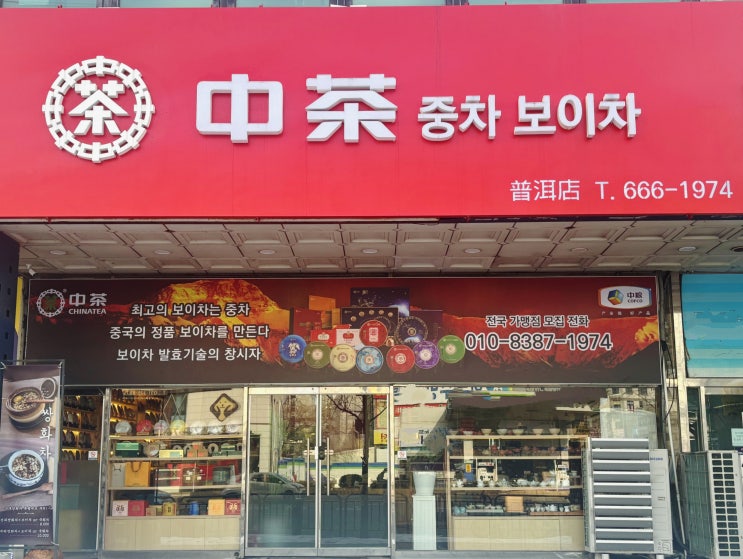 茶
中茶 중차 보이차
普洱店 T. 666-1974
中茶
CHINATEA
최고의 보이차는 중차
중국의 정품 보이차를 만든다
보이차 발효기술의 창시자
전국 가맹점 모집 전화
010-8387-1974
中粮
COFCO
쌍화차